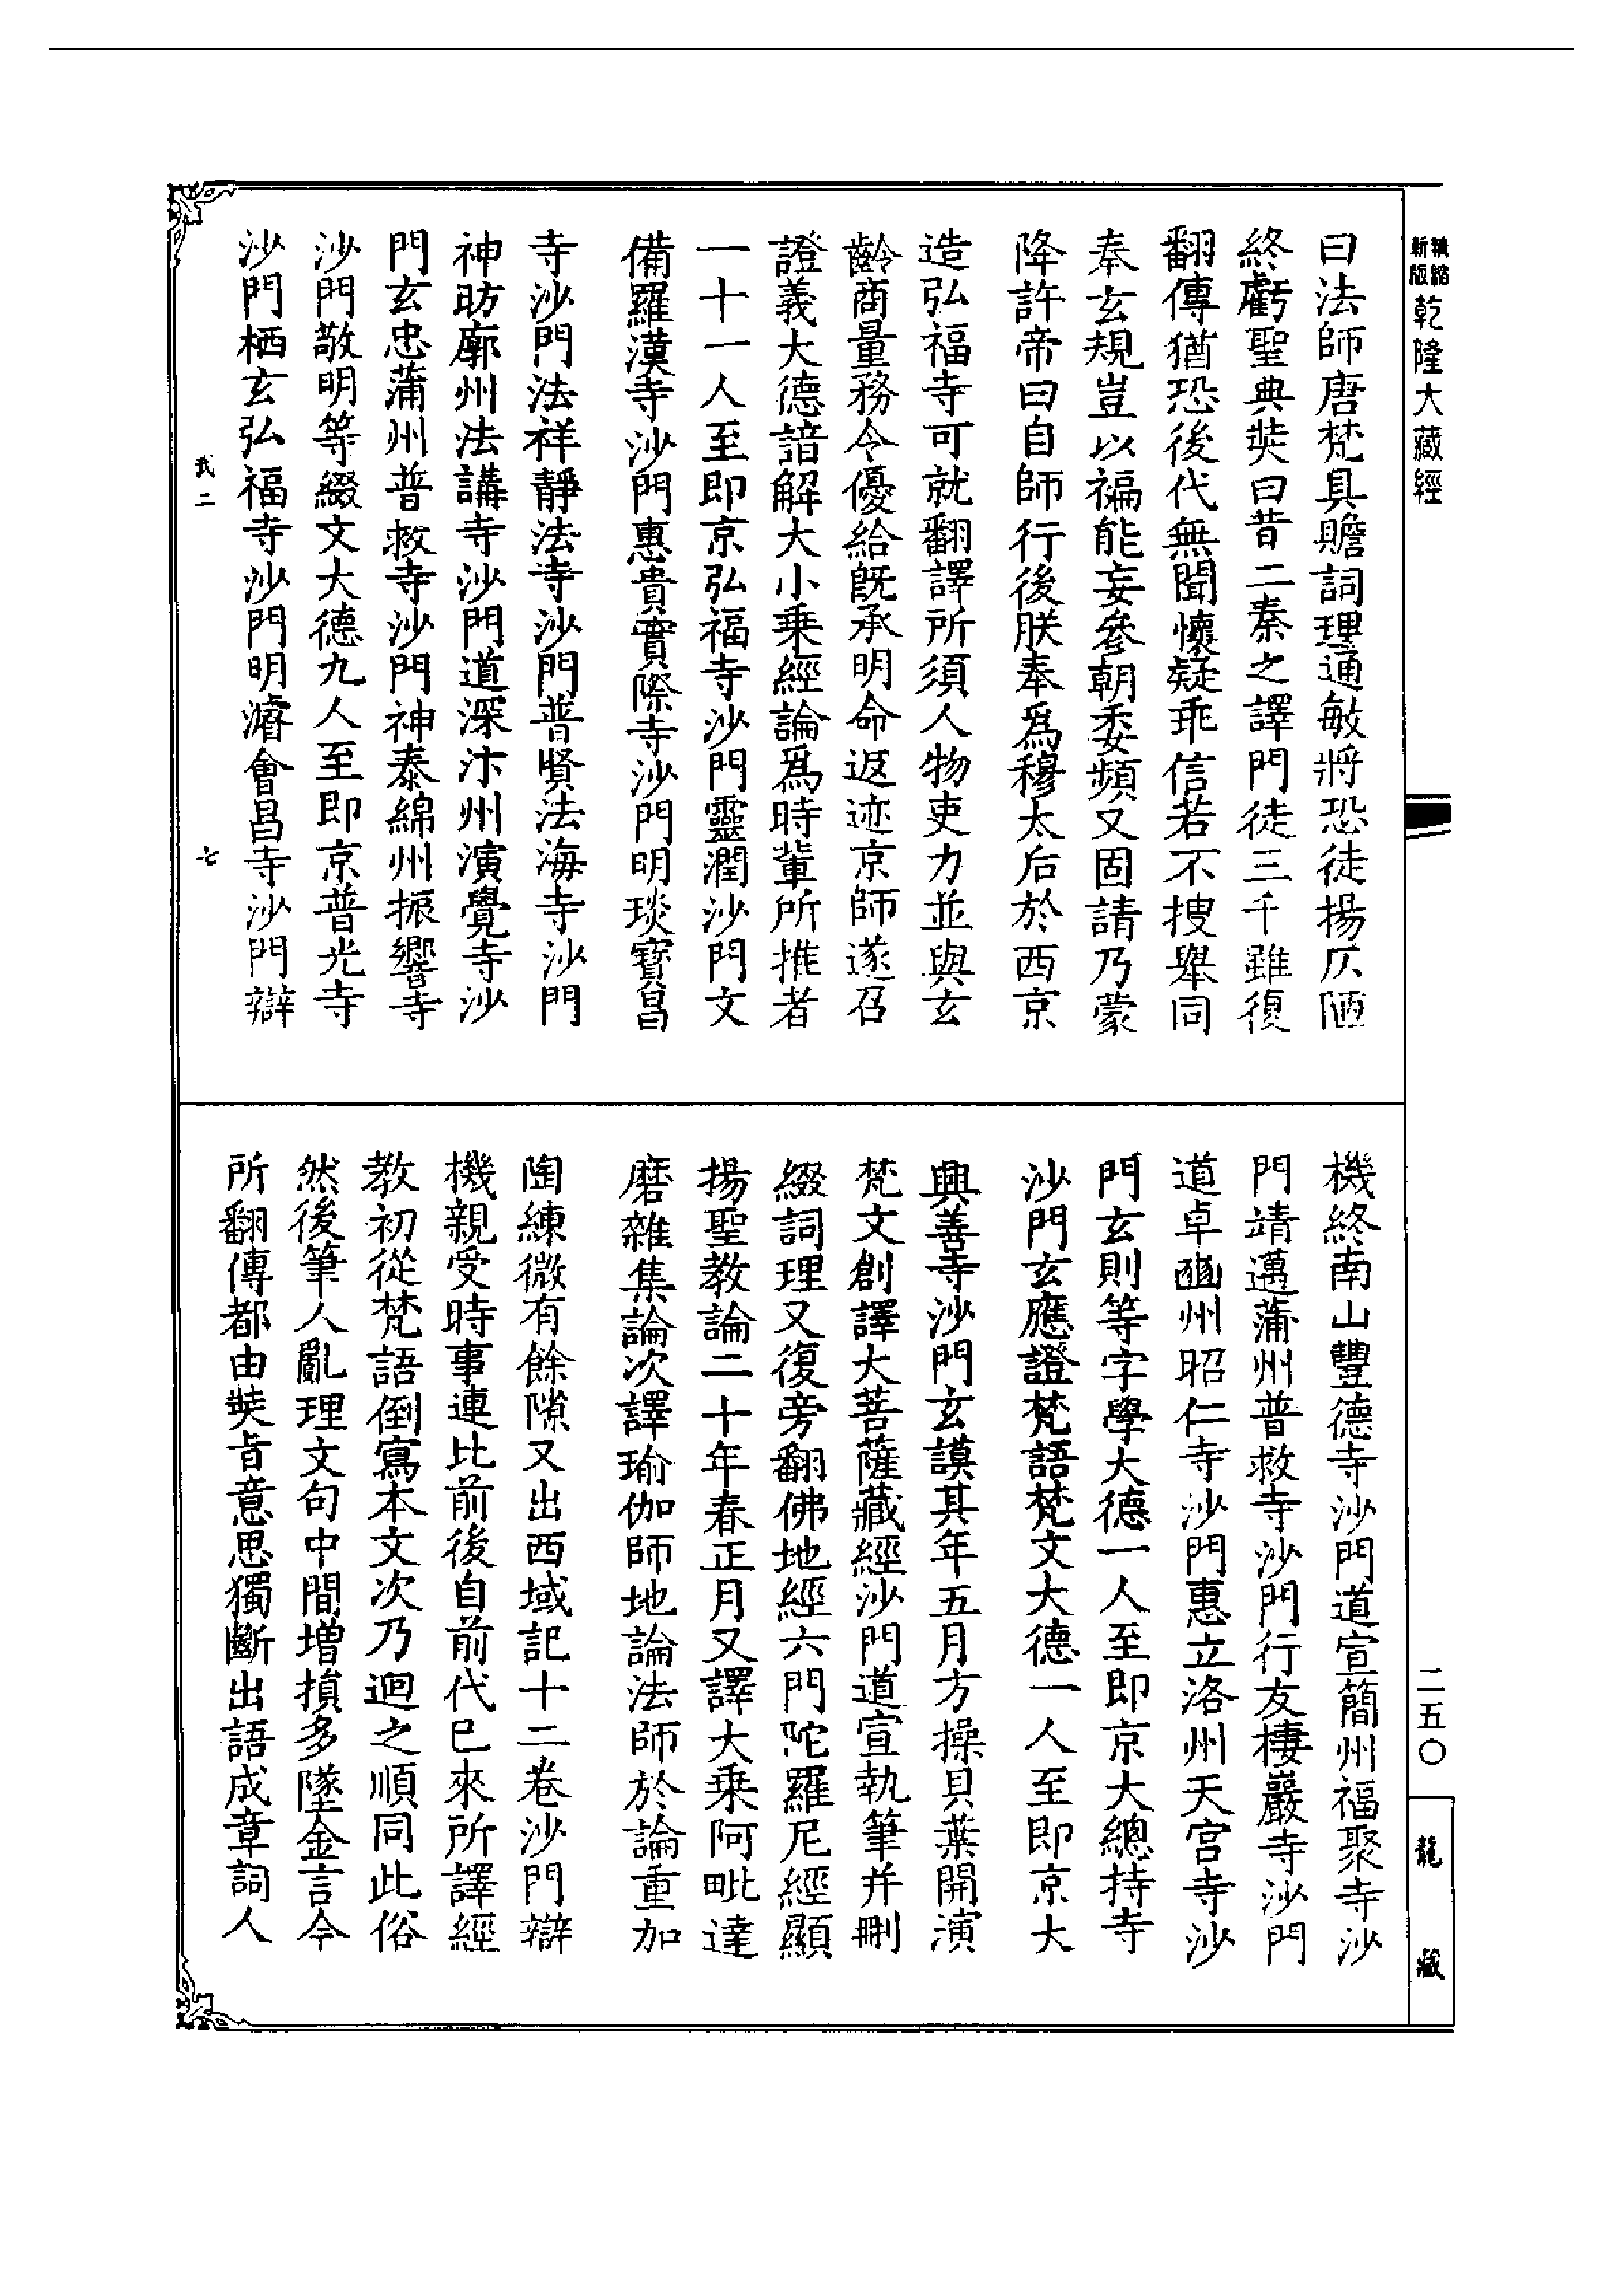 精縮
新版
乾隆大藏經
曰法師唐梵具贍詞理通敏將恐徒揚仄陋
終虧聖典奘曰昔二秦之譯門徒三千雖復
翻傳猶恐後代無聞懷疑乖信若不搜舉同
奉玄規豈以褊能妄參朝委頻又固請乃蒙
降許帝曰自師行後朕奉爲穆太后於西京
造弘福寺可就翻譯所須人物吏力並與玄
齡商量務令優給旣承明命返迹京師遂召
證義大德諳解大小乗經論爲時輩所推者
一十一人至即京弘福寺沙門靈潤沙門文
備羅漢寺沙門惠貴實際寺沙門明琰寶昌
寺沙門法祥靜法寺沙門普賢法海寺沙門
神昉廓州法講寺沙門道深汴州演覺寺沙
門玄忠蒲州普救寺沙門神泰綿州振響寺
沙門敬明等綴文大德九人至即京普光寺
沙門栖玄弘福寺沙門明濬會昌寺沙門辯
武二
七
機終南山豐德寺沙門道宣簡州福聚寺沙
門靖邁蒲州普救寺沙門行友棲巖寺沙門
道卓豳州昭仁寺沙門惠立洛州天宮寺沙
門玄則等字學大德一人至即京大總持寺
沙門玄應證梵語梵文大德一人至即京大
興善寺沙門玄謨其年五月方操貝葉開演
梵文創譯大菩薩藏經沙門道宣執筆并刪
綴詞理又復旁翻佛地經六門陀羅尼經顯
揚聖教論二十年春正月又譯大乗阿毗達
磨雜集論次譯瑜伽師地論法師於論重加
陶練微有餘隙又出西域記十二卷沙門辯
機親受時事連比前後自前代已來所譯經
教初從梵語倒寫本文次乃迴之順同此俗
然後筆人亂理文句中間增損多墜金言今
所翻傳都由奘旨意思獨斷出語成章詞人
二五〇
龍藏